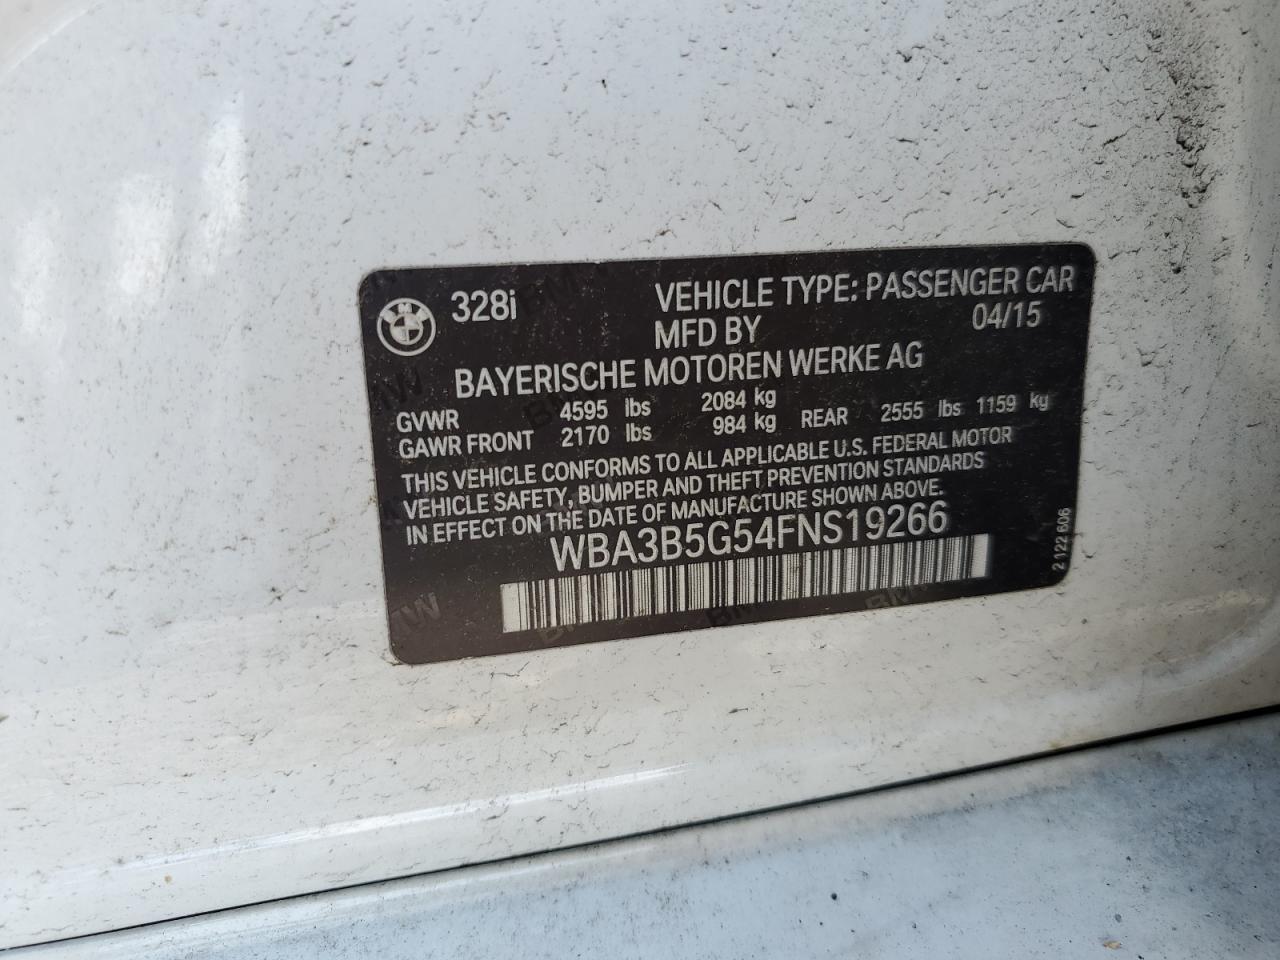 328i VEHICLE TYPE: PASSENGER CAR
MFD BY 04/15
BAYERISCHE MOTOREN WERKE AG
GVWR 4595 lbs 2084 kg
GAWR FRONT 2170 lbs 984 kg REAR 2555 lbs 1159 kg
THIS VEHICLE CONFORMS TO ALL APPLICABLE U.S. FEDERAL MOTOR
VEHICLE SAFETY, BUMPER AND THEFT PREVENTION STANDARDS
IN EFFECT ON THE DATE OF MANUFACTURE SHOWN ABOVE.
WBA3B5G54FNS19266
2 122 606